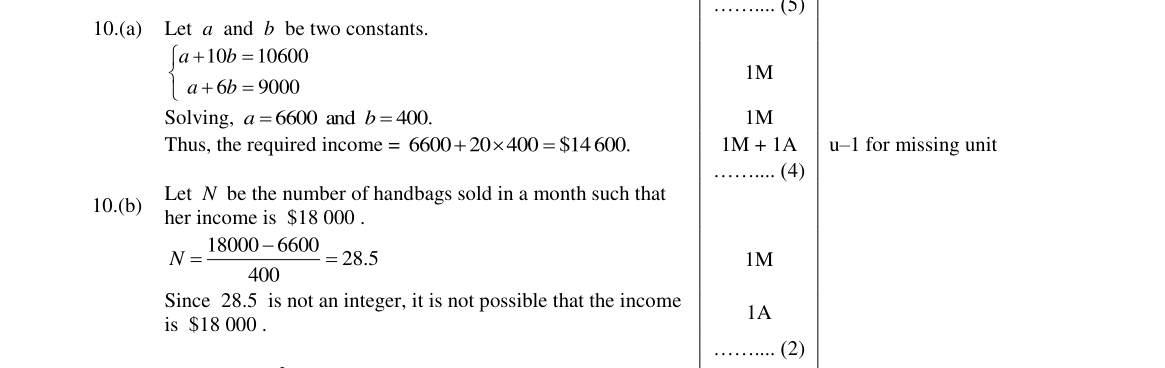 .......... (5)
10.(a) Let a and b be two constants.
a+10b = 10600
a+6b = 9000
1M
Solving, a = 6600 and b = 400. 1M
Thus, the required income = 6600+20×400 = $14 600. 1M + 1A u–1 for missing unit
.......... (4)
10.(b) Let N be the number of handbags sold in a month such that
her income is $18 000 .
N = (18000 – 6600)/400 = 28.5 1M
Since 28.5 is not an integer, it is not possible that the income
is $18 000 . 1A
.......... (2)